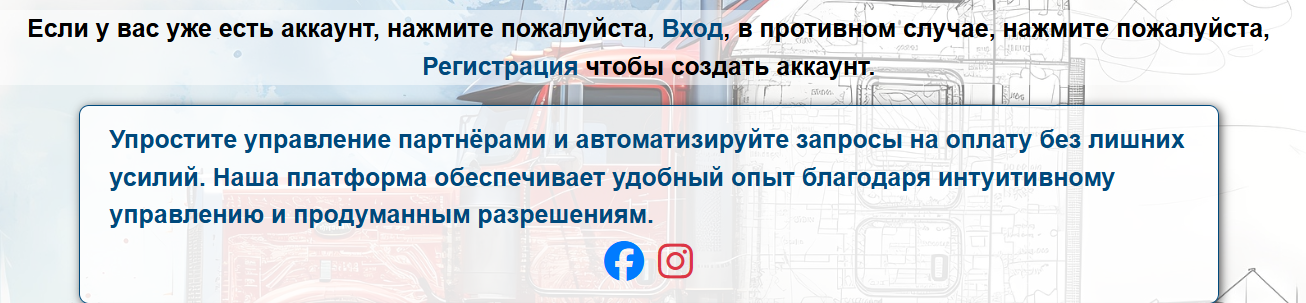 Если у вас уже есть аккаунт, нажмите пожалуйста, Вход, в противном случае, нажмите пожалуйста,
Регистрация чтобы создать аккаунт.
Упростите управление партнёрами и автоматизируйте запросы на оплату без лишних
усилий. Наша платформа обеспечивает удобный опыт благодаря интуитивному
управлению и продуманным разрешениям.